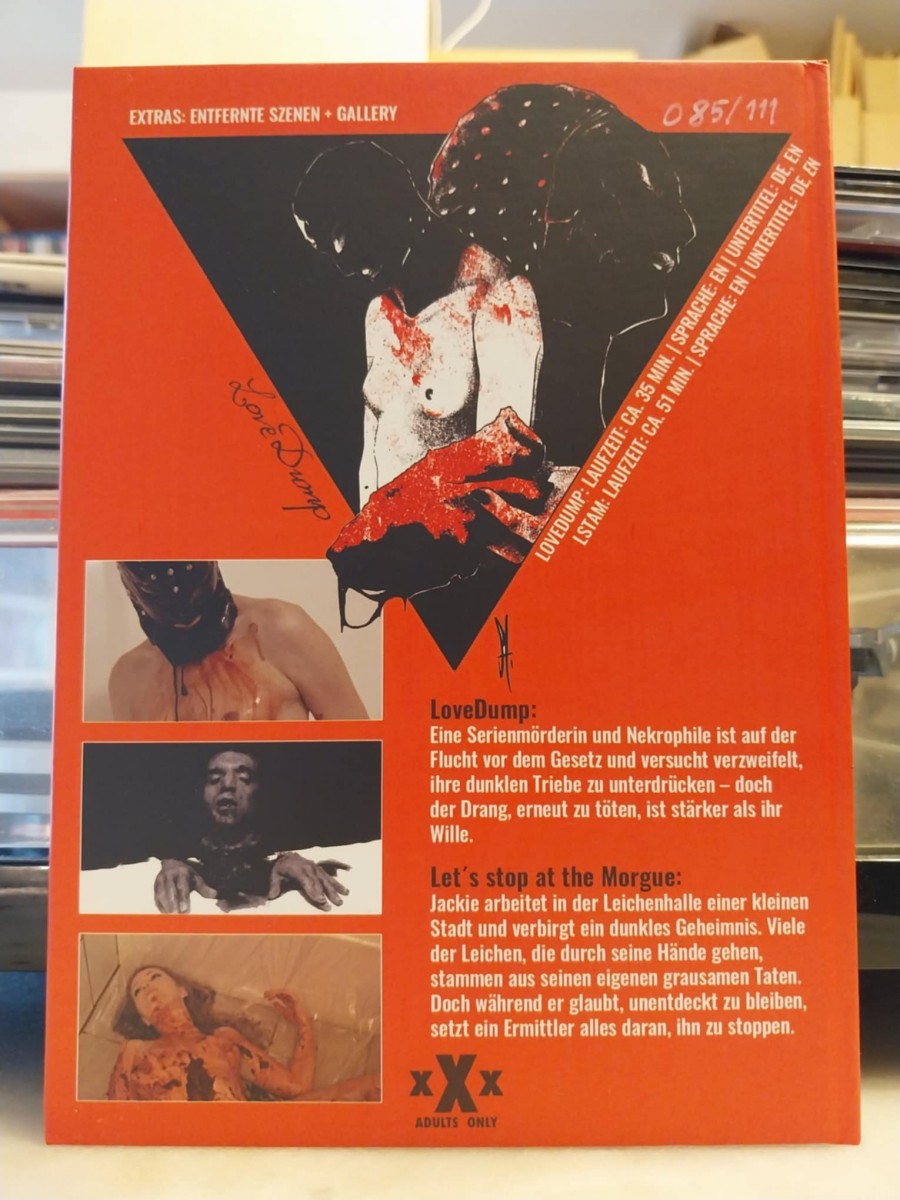 EXTRAS: ENTFERNTE SZENEN + GALLERY
085/111
LOVEDUMP: LAUFZEIT: CA. 35 MIN. | SPRACHE: EN | UNTERTITEL: DE, EN
LSTAM: LAUFZEIT: CA. 51 MIN. | SPRACHE: EN | UNTERTITEL: DE, EN
LoveDump
LoveDump:
Eine Serienmörderin und Nekrophile ist auf der
Flucht vor dem Gesetz und versucht verzweifelt,
ihre dunklen Triebe zu unterdrücken – doch
der Drang, erneut zu töten, ist stärker als ihr
Wille.
Let´s stop at the Morgue:
Jackie arbeitet in der Leichenhalle einer kleinen
Stadt und verbirgt ein dunkles Geheimnis. Viele
der Leichen, die durch seine Hände gehen,
stammen aus seinen eigenen grausamen Taten.
Doch während er glaubt, unentdeckt zu bleiben,
setzt ein Ermittler alles daran, ihn zu stoppen.
xXx
ADULTS ONLY